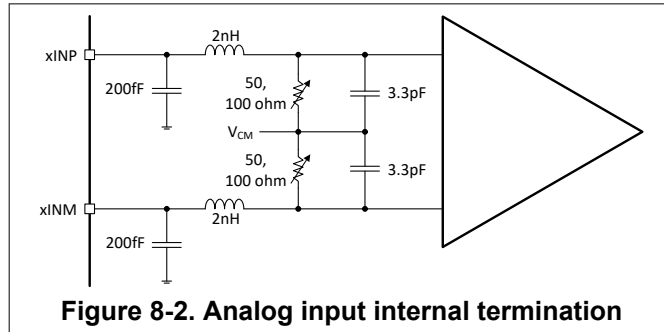 2nH
xINP
200fF
50,
100 ohm
3.3pF
VCM
50,
100 ohm
3.3pF
xINM
2nH
200fF
Figure 8-2. Analog input internal termination